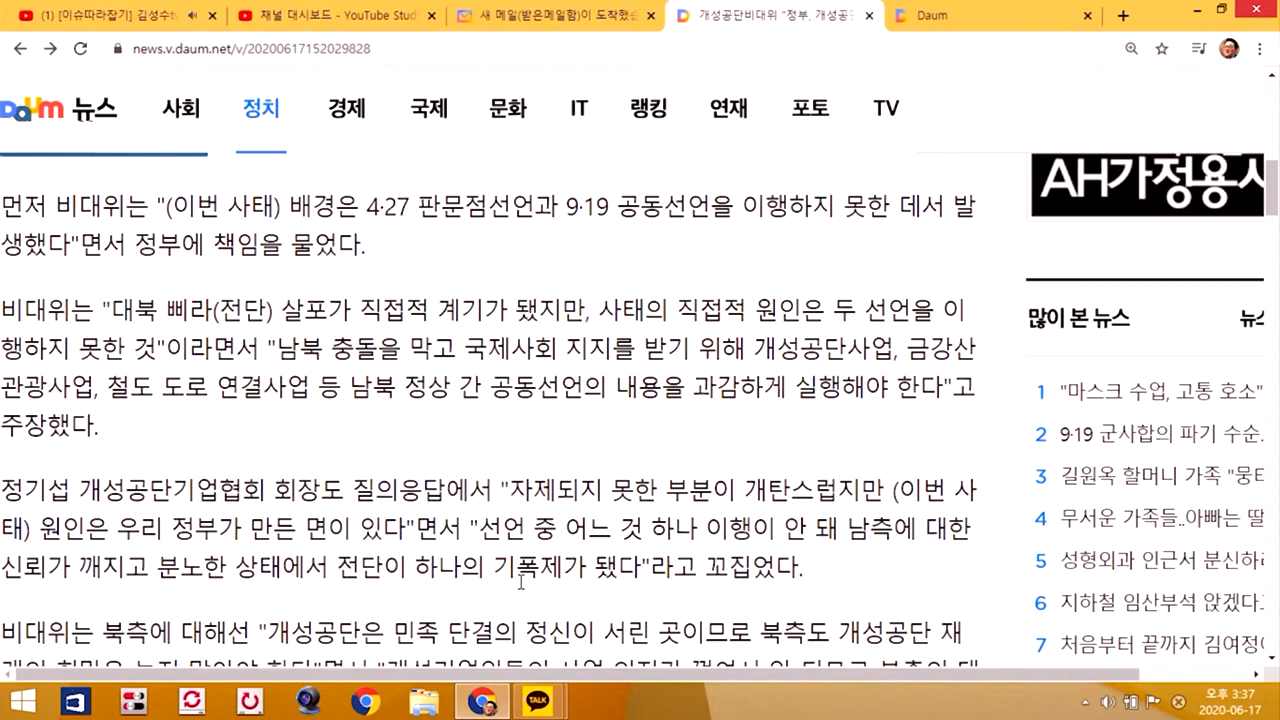 (1) [이슈따라잡기] 김성수tv
채널 대시보드 - YouTube Stud
새 메일(받은메일함)이 도착했습
개성공단비대위 "정부, 개성공단
Daum
news.v.daum.net/v/20200617152029828
Daum 뉴스 사회 정치 경제 국제 문화 IT 랭킹 연재 포토 TV
AH가정용
먼저 비대위는 "(이번 사태) 배경은 4·27 판문점선언과 9·19 공동선언을 이행하지 못한 데서 발
생했다"면서 정부에 책임을 물었다.
비대위는 "대북 삐라(전단) 살포가 직접적 계기가 됐지만, 사태의 직접적 원인은 두 선언을 이
행하지 못한 것"이라면서 "남북 충돌을 막고 국제사회 지지를 받기 위해 개성공단사업, 금강산
관광사업, 철도 도로 연결사업 등 남북 정상 간 공동선언의 내용을 과감하게 실행해야 한다"고
주장했다.
정기섭 개성공단기업협회 회장도 질의응답에서 "자제되지 못한 부분이 개탄스럽지만 (이번 사
태) 원인은 우리 정부가 만든 면이 있다"면서 "선언 중 어느 것 하나 이행이 안 돼 남측에 대한
신뢰가 깨지고 분노한 상태에서 전단이 하나의 기폭제가 됐다"라고 꼬집었다.
비대위는 북측에 대해선 "개성공단은 민족 단결의 정신이 서린 곳이므로 북측도 개성공단 재
많이 본 뉴스 뉴스
1 "마스크 수업, 고통 호소"
2 9·19 군사합의 파기 수순.
3 길원옥 할머니 가족 "뭉
4 무서운 가족들..아빠는 딸
5 성형외과 인근서 분신하
6 지하철 임산부석 앉겠다
7 처음부터 끝까지 김여정
TALK
오후 3:37
2020-06-17